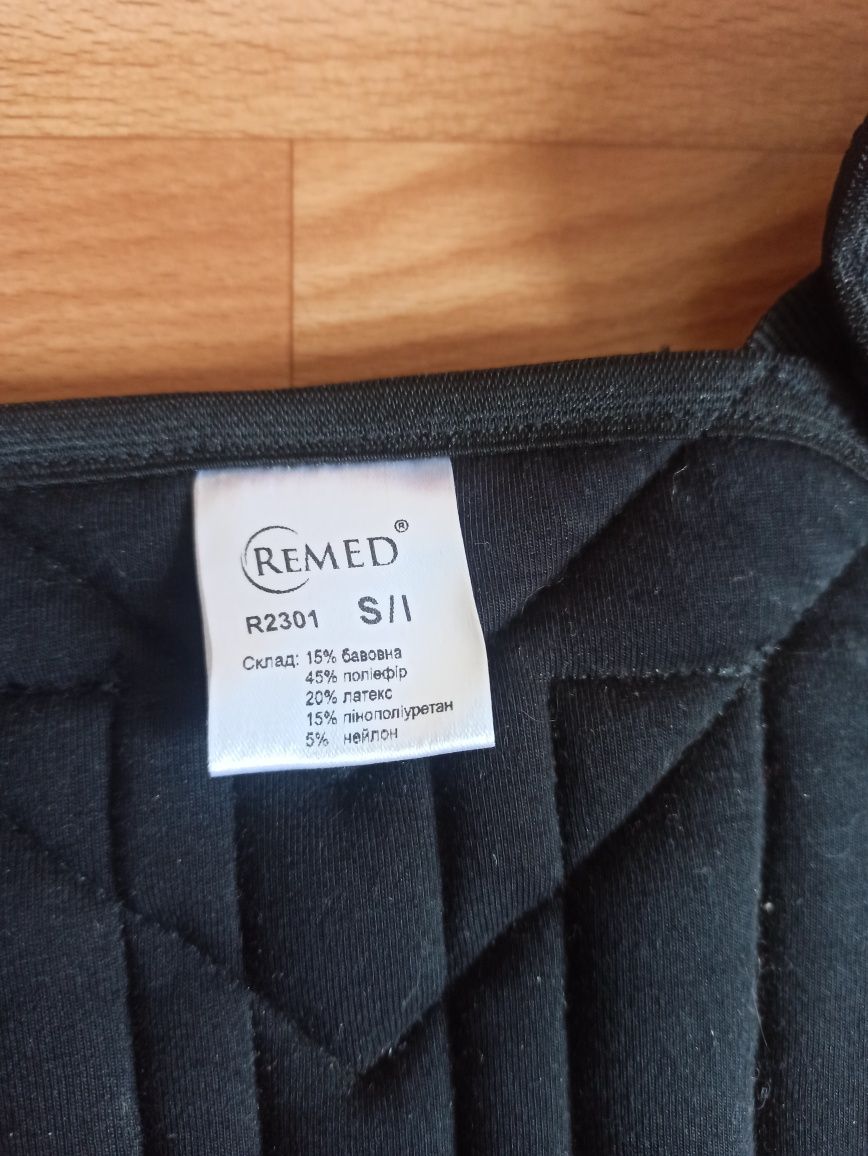 REMED®
R2301 S/I
Склад: 15% бавовна
45% поліефір
20% латекс
15% пінополіуретан
5% нейлон